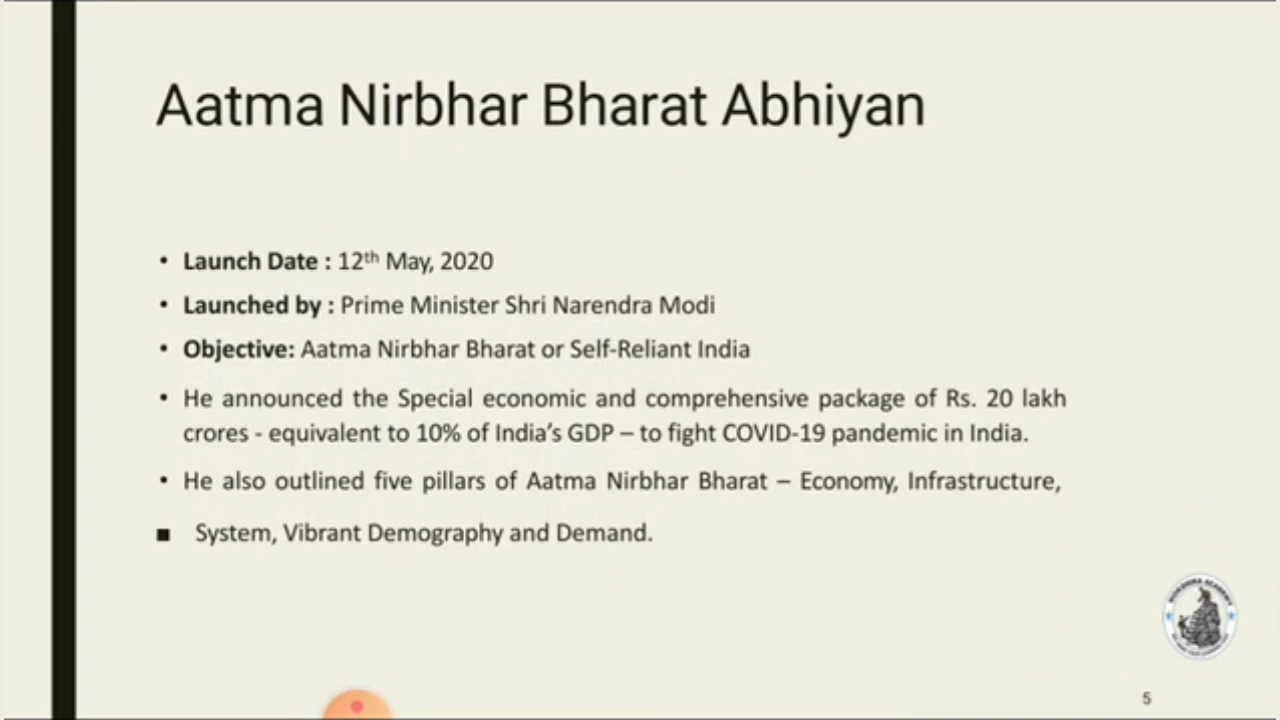 Aatma Nirbhar Bharat Abhiyan
• Launch Date : 12th May, 2020
• Launched by : Prime Minister Shri Narendra Modi
• Objective: Aatma Nirbhar Bharat or Self-Reliant India
• He announced the Special economic and comprehensive package of Rs. 20 lakh
crores - equivalent to 10% of India's GDP – to fight COVID-19 pandemic in India.
• He also outlined five pillars of Aatma Nirbhar Bharat – Economy, Infrastructure,
■ System, Vibrant Demography and Demand.
ACADEMY
5